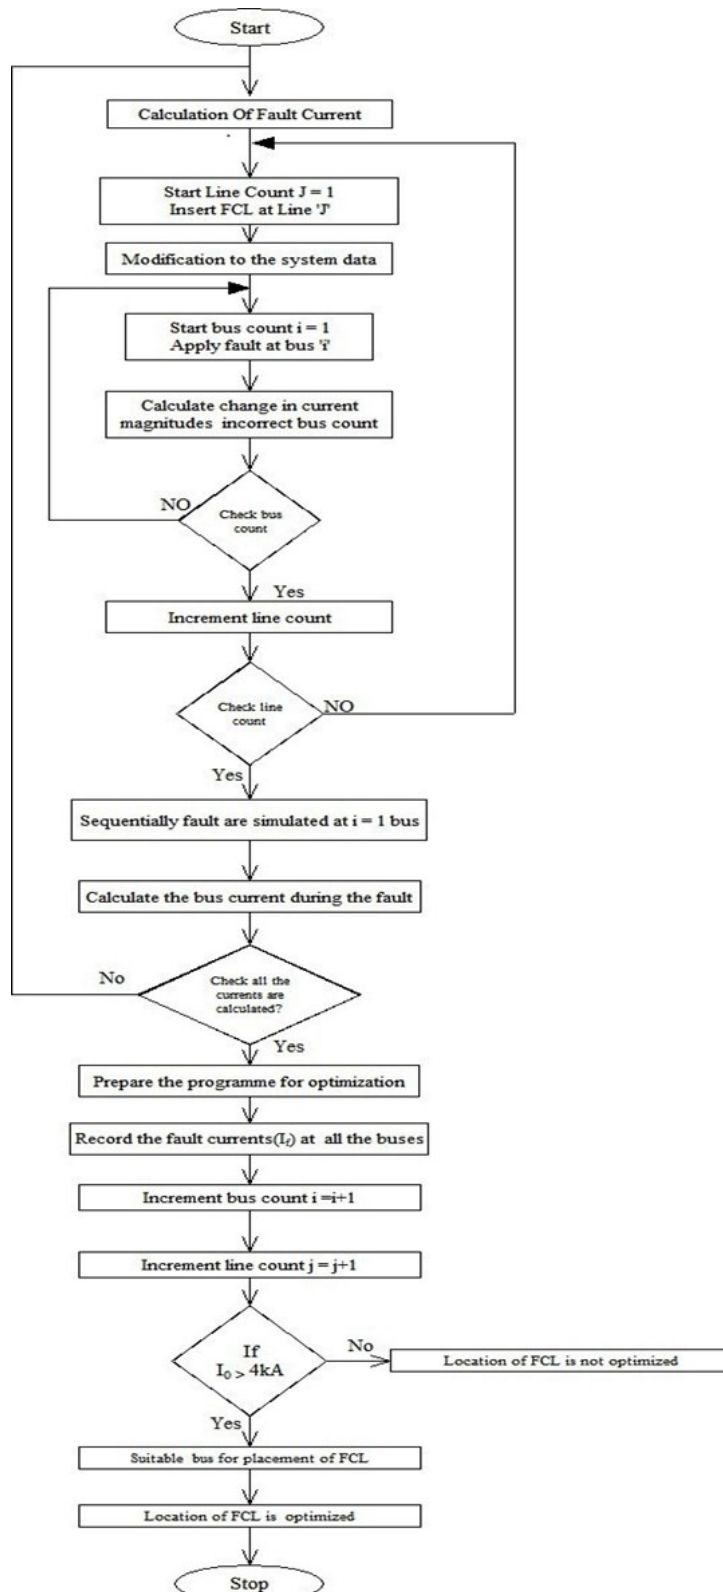 Start
Calculation Of Fault Current
Start Line Count J = 1
Insert FCL at Line 'J'
Modification to the system data
Start bus count i = 1
Apply fault at bus 'i'
Calculate change in current
magnitudes incorrect bus count
NO
Check bus
count
Yes
Increment line count
Check line
count
NO
Yes
Sequentially fault are simulated at i = 1 bus
Calculate the bus current during the fault
No
Check all the
currents are
calculated?
Yes
Prepare the programme for optimization
Record the fault currents(If) at all the buses
Increment bus count i =i+1
Increment line count j = j+1
If
I0 > 4kA
No
Location of FCL is not optimized
Yes
Suitable bus for placement of FCL
Location of FCL is optimized
Stop